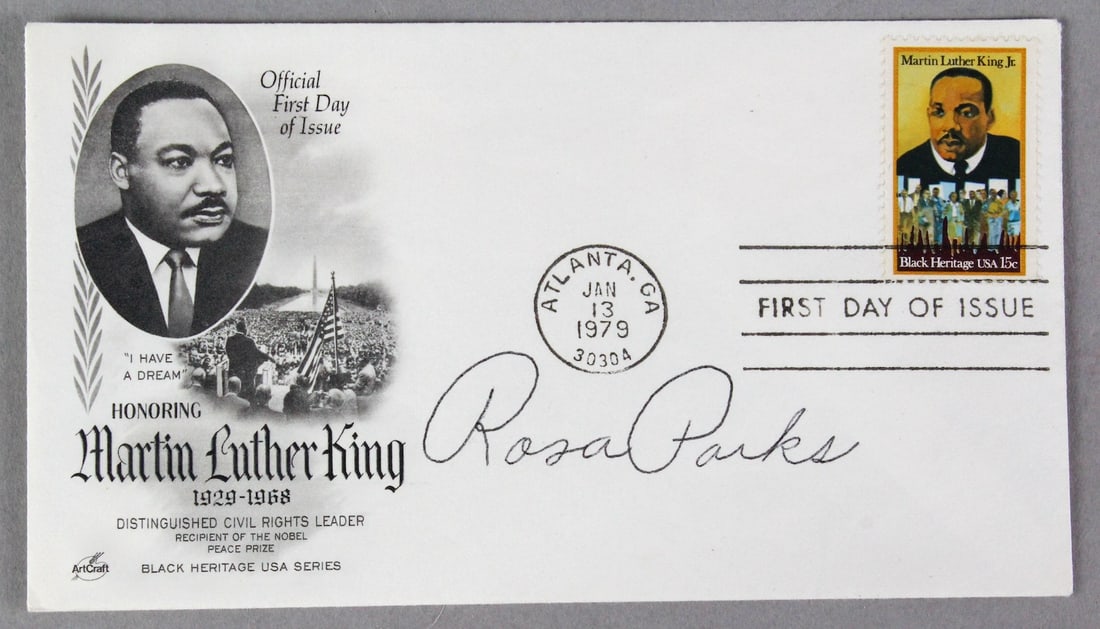 Official
First Day
of Issue
"I HAVE
A DREAM"
HONORING
Martin Luther King
1929-1968
DISTINGUISHED CIVIL RIGHTS LEADER
RECIPIENT OF THE NOBEL
PEACE PRIZE
ArtCraft
BLACK HERITAGE USA SERIES
ATLANTA, GA
JAN
13
1979
30304
Rosa Parks
Martin Luther King Jr.
Black Heritage USA 15c
FIRST DAY OF ISSUE